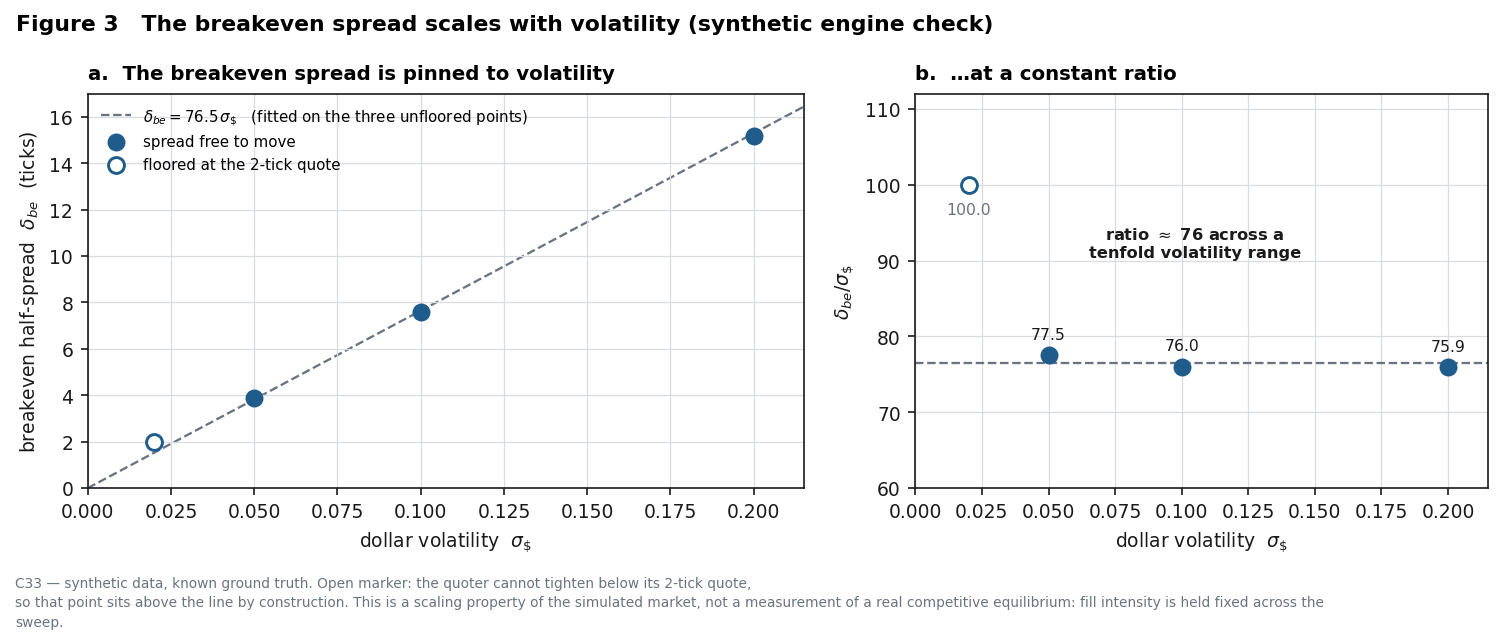 Figure 3   The breakeven spread scales with volatility (synthetic engine check)
a.  The breakeven spread is pinned to volatility
δbe = 76.5σ$   (fitted on the three unfloored points)
spread free to move
floored at the 2-tick quote
breakeven half-spread  δbe  (ticks)
16
14
12
10
8
6
4
2
0
0.000 0.025 0.050 0.075 0.100 0.125 0.150 0.175 0.200
dollar volatility  σ$
b.  …at a constant ratio
δbe/σ$
110
100
90
80
70
60
100.0
ratio ≈ 76 across a
tenfold volatility range
77.5
76.0
75.9
0.000 0.025 0.050 0.075 0.100 0.125 0.150 0.175 0.200
dollar volatility  σ$
C33 — synthetic data, known ground truth. Open marker: the quoter cannot tighten below its 2-tick quote,
so that point sits above the line by construction. This is a scaling property of the simulated market, not a measurement of a real competitive equilibrium: fill intensity is held fixed across the
sweep.